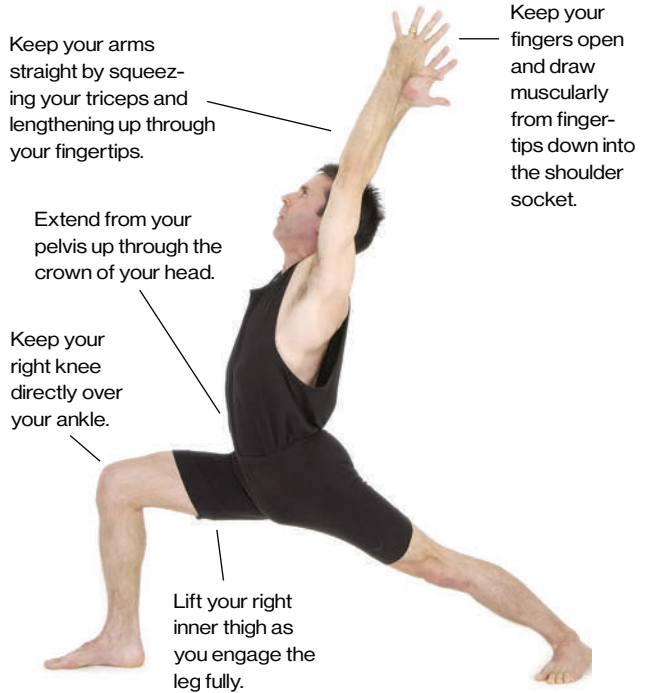 Keep your arms
straight by squeez-
ing your triceps and
lengthening up through
your fingertips.
Keep your
fingers open
and draw
muscularly
from finger-
tips down into
the shoulder
socket.
Extend from your
pelvis up through the
crown of your head.
Keep your
right knee
directly over
your ankle.
Lift your right
inner thigh as
you engage the
leg fully.